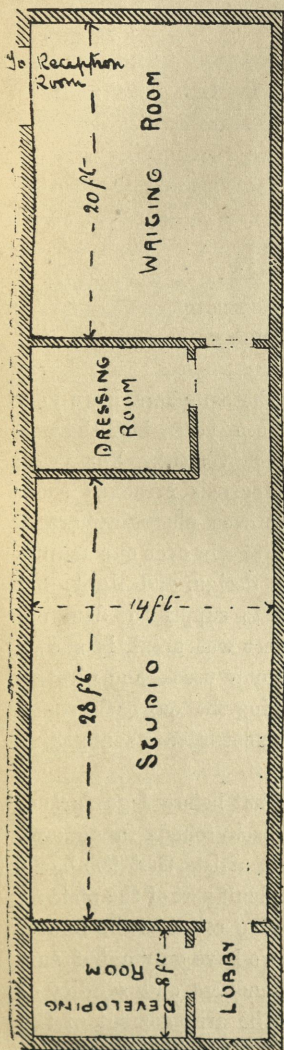 To Reception
Room
20 ft
WAITING ROOM
DRESSING
ROOM
14 ft
28 ft
STUDIO
DEVELOPING
ROOM
8 ft
LOBBY